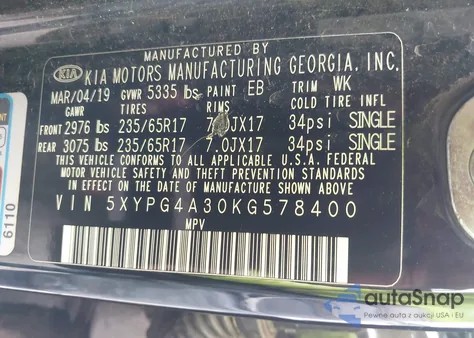 MANUFACTURED BY
KIA KIA MOTORS MANUFACTURING GEORGIA, INC.
MAR/04/19 GVWR 5335 lbs PAINT EB TRIM WK
GAWR TIRES RIMS COLD TIRE INFL
FRONT 2976 lbs 235/65R17 7.0JX17 34psi SINGLE
REAR 3075 lbs 235/65R17 7.0JX17 34psi SINGLE
THIS VEHICLE CONFORMS TO ALL APPLICABLE U.S.A. FEDERAL
MOTOR VEHICLE SAFETY AND THEFT PREVENTION STANDARDS IN
EFFECT ON THE DATE OF MANUFACTURE SHOWN ABOVE
VIN 5XYPG4A30KG578400
MPV
6110
autaSnap
Pewne auta z USA i EU